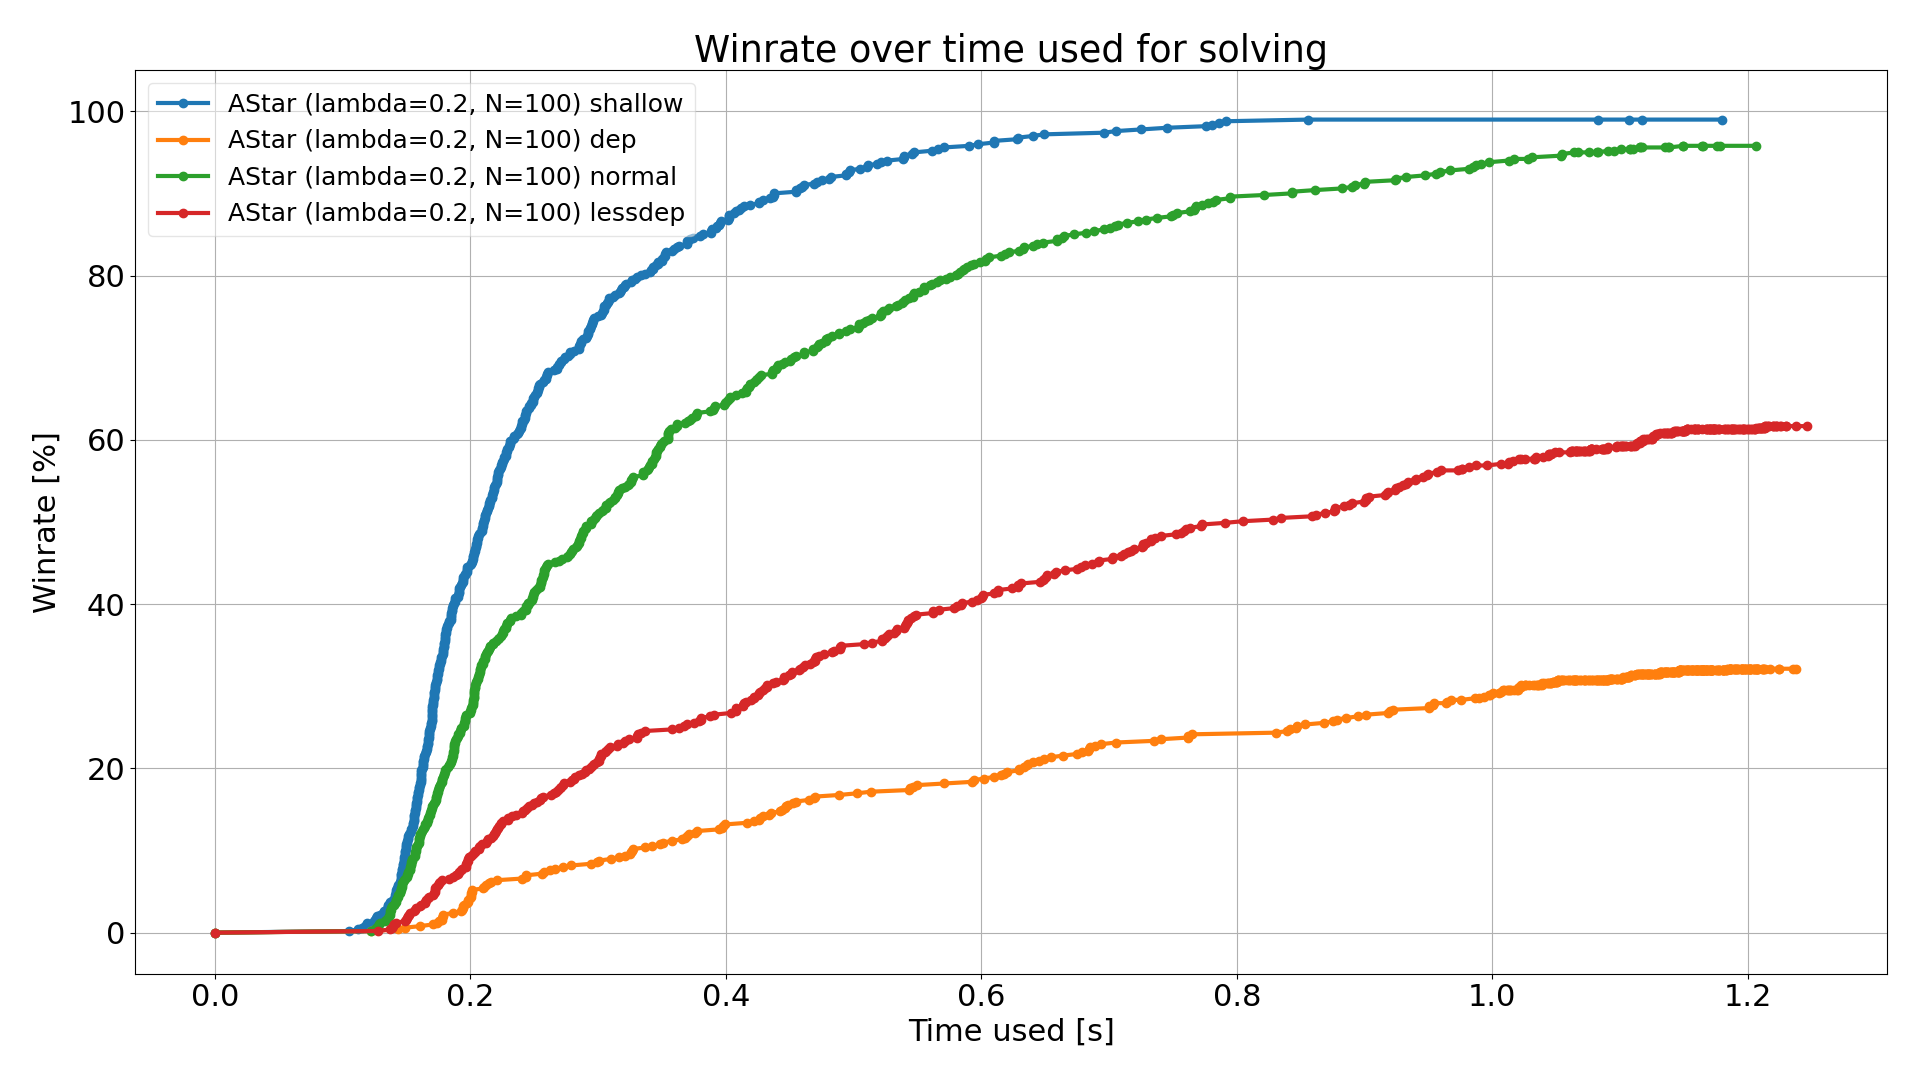 Winrate over time used for solving
AStar (lambda=0.2, N=100) shallow
AStar (lambda=0.2, N=100) dep
AStar (lambda=0.2, N=100) normal
AStar (lambda=0.2, N=100) lessdep
Winrate [%]
100
80
60
40
20
0
0.0 0.2 0.4 0.6 0.8 1.0 1.2
Time used [s]